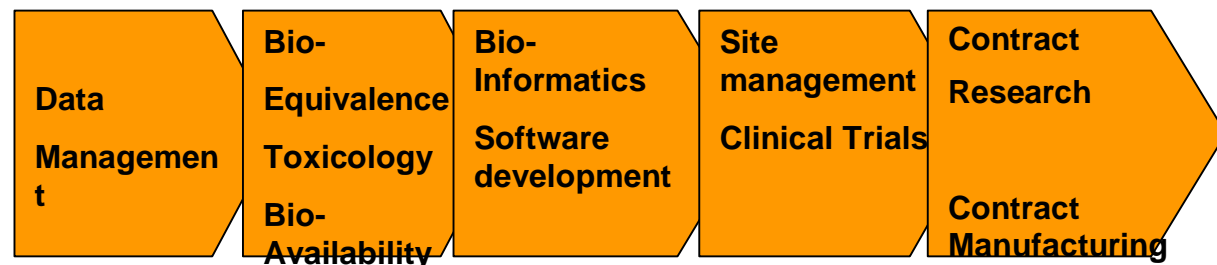 Data
Managemen
t
Bio-
Equivalence
Toxicology
Bio-
Availability
Bio-
Informatics
Software
development
Site
management
Clinical Trials
Contract
Research
Contract
Manufacturing